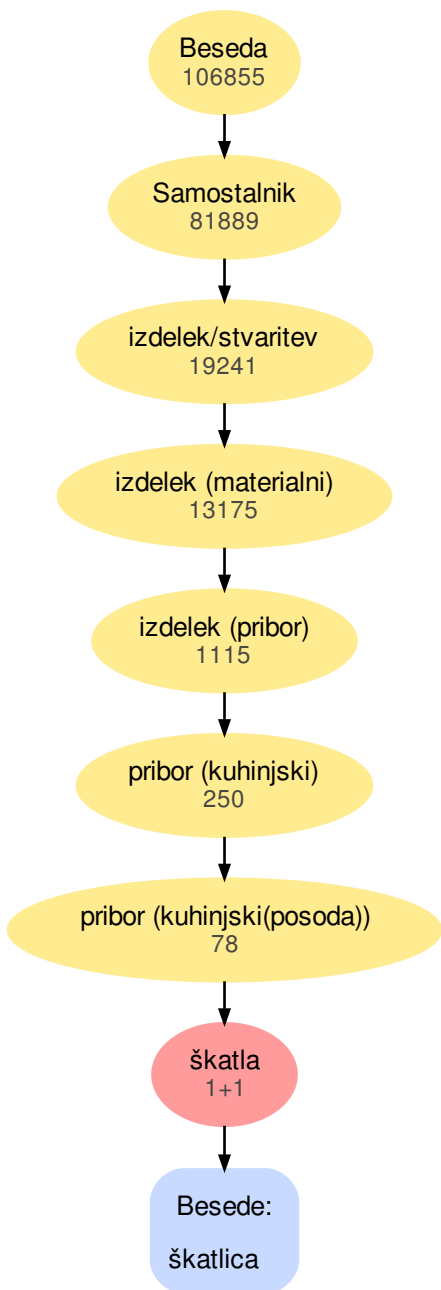 Beseda
106855
Samostalnik
81889
izdelek/stvaritev
19241
izdelek (materialni)
13175
izdelek (pribor)
1115
pribor (kuhinjski)
250
pribor (kuhinjski(posoda))
78
škatla
1+1
Besede:
škatlica